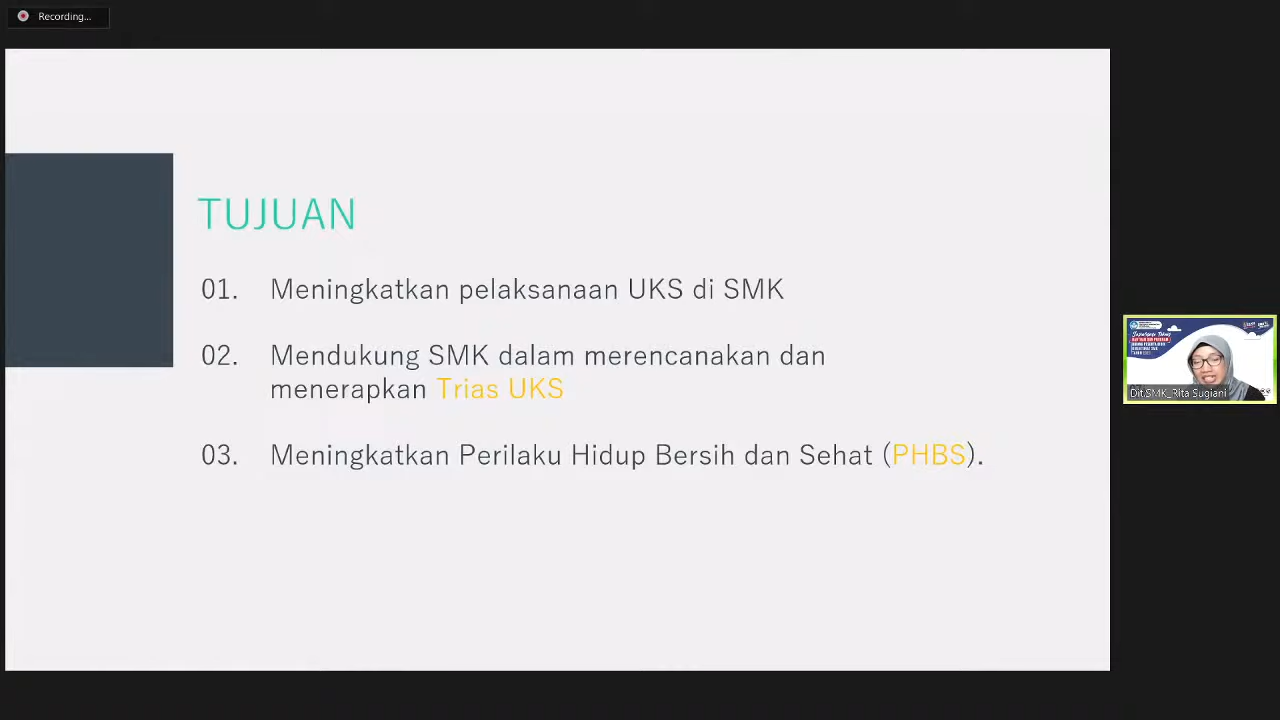 Recording...
TUJUAN
01. Meningkatkan pelaksanaan UKS di SMK
02. Mendukung SMK dalam merencanakan dan
menerapkan Trias UKS
03. Meningkatkan Perilaku Hidup Bersih dan Sehat (PHBS).
Dit.SMK_Rita Sugiani